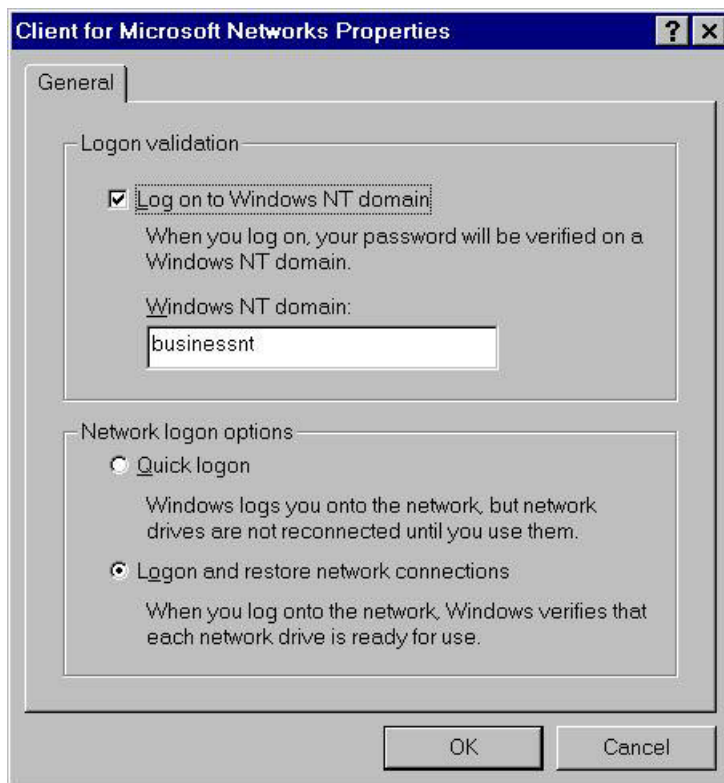 Client for Microsoft Networks Properties
General
Logon validation
Log on to Windows NT domain
When you log on, your password will be verified on a
Windows NT domain.
Windows NT domain:
businessnt
Network logon options
Quick logon
Windows logs you onto the network, but network
drives are not reconnected until you use them.
Logon and restore network connections
When you log onto the network, Windows verifies that
each network drive is ready for use.
OK
Cancel